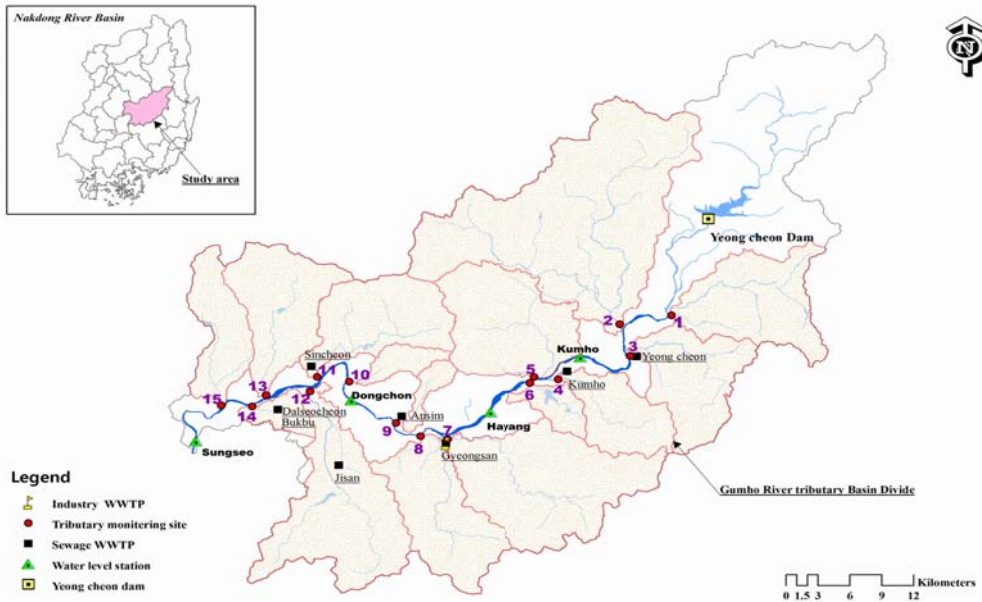 Nakdong River Basin
Study area
N
Yeong cheon Dam
1
2
3
Yeong cheon
Kumho
5
6
4
Kumho
Sincheon
11
10
13
12
15
14
Dongchon
Dalseocheon
Bukbu
Ansim
9
8
7
Hayang
Gyeongsan
Sungseo
Jisan
Gumho River tributary Basin Divide
Legend
Industry WWTP
Tributary monitering site
Sewage WWTP
Water level station
Yeong cheon dam
Kilometers
0 1.5 3 6 9 12